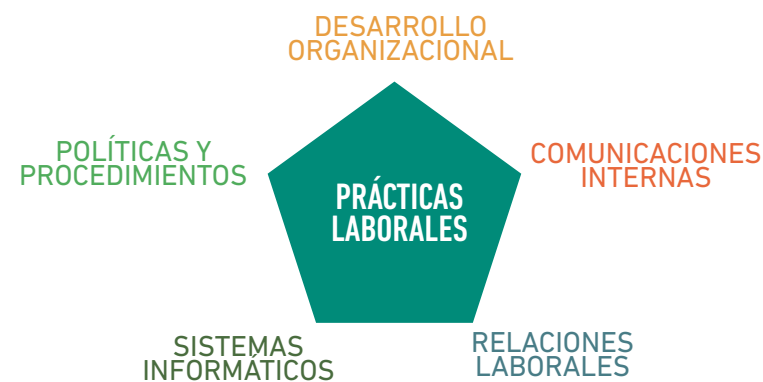 DESARROLLO
ORGANIZACIONAL
POLÍTICAS Y
PROCEDIMIENTOS
COMUNICACIONES
INTERNAS
PRÁCTICAS
LABORALES
SISTEMAS
INFORMÁTICOS
RELACIONES
LABORALES